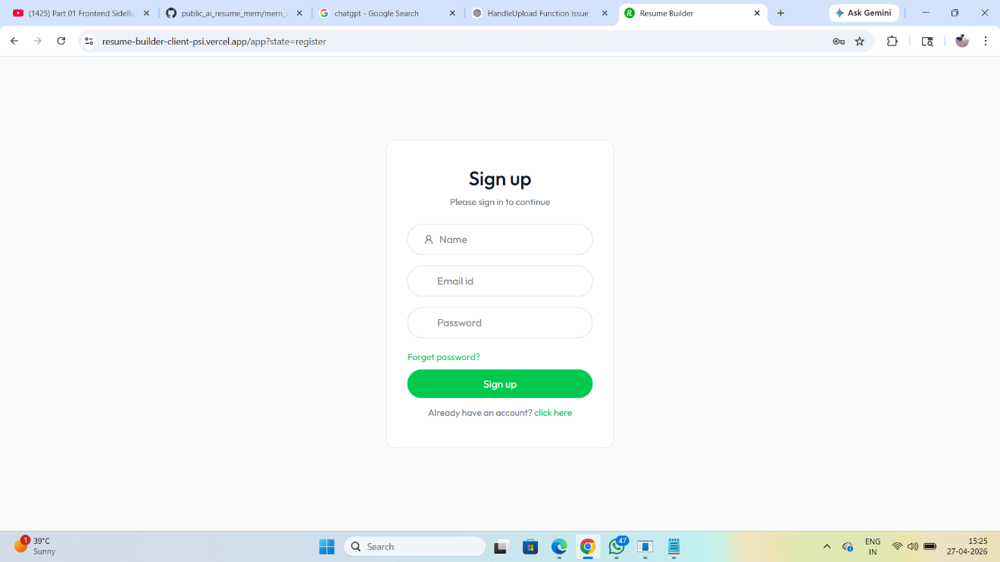 (1425) Part 01 Frontend SideBa
public_ai_resume_mern/mern_a
chatgpt - Google Search
HandleUpload Function Issue
Resume Builder
Ask Gemini
resume-builder-client-psi.vercel.app/app?state=register
Sign up
Please sign in to continue
Name
Email id
Password
Forget password?
Sign up
Already have an account? click here
1
39°C
Sunny
Search
47
ENG
IN
15:25
27-04-2026